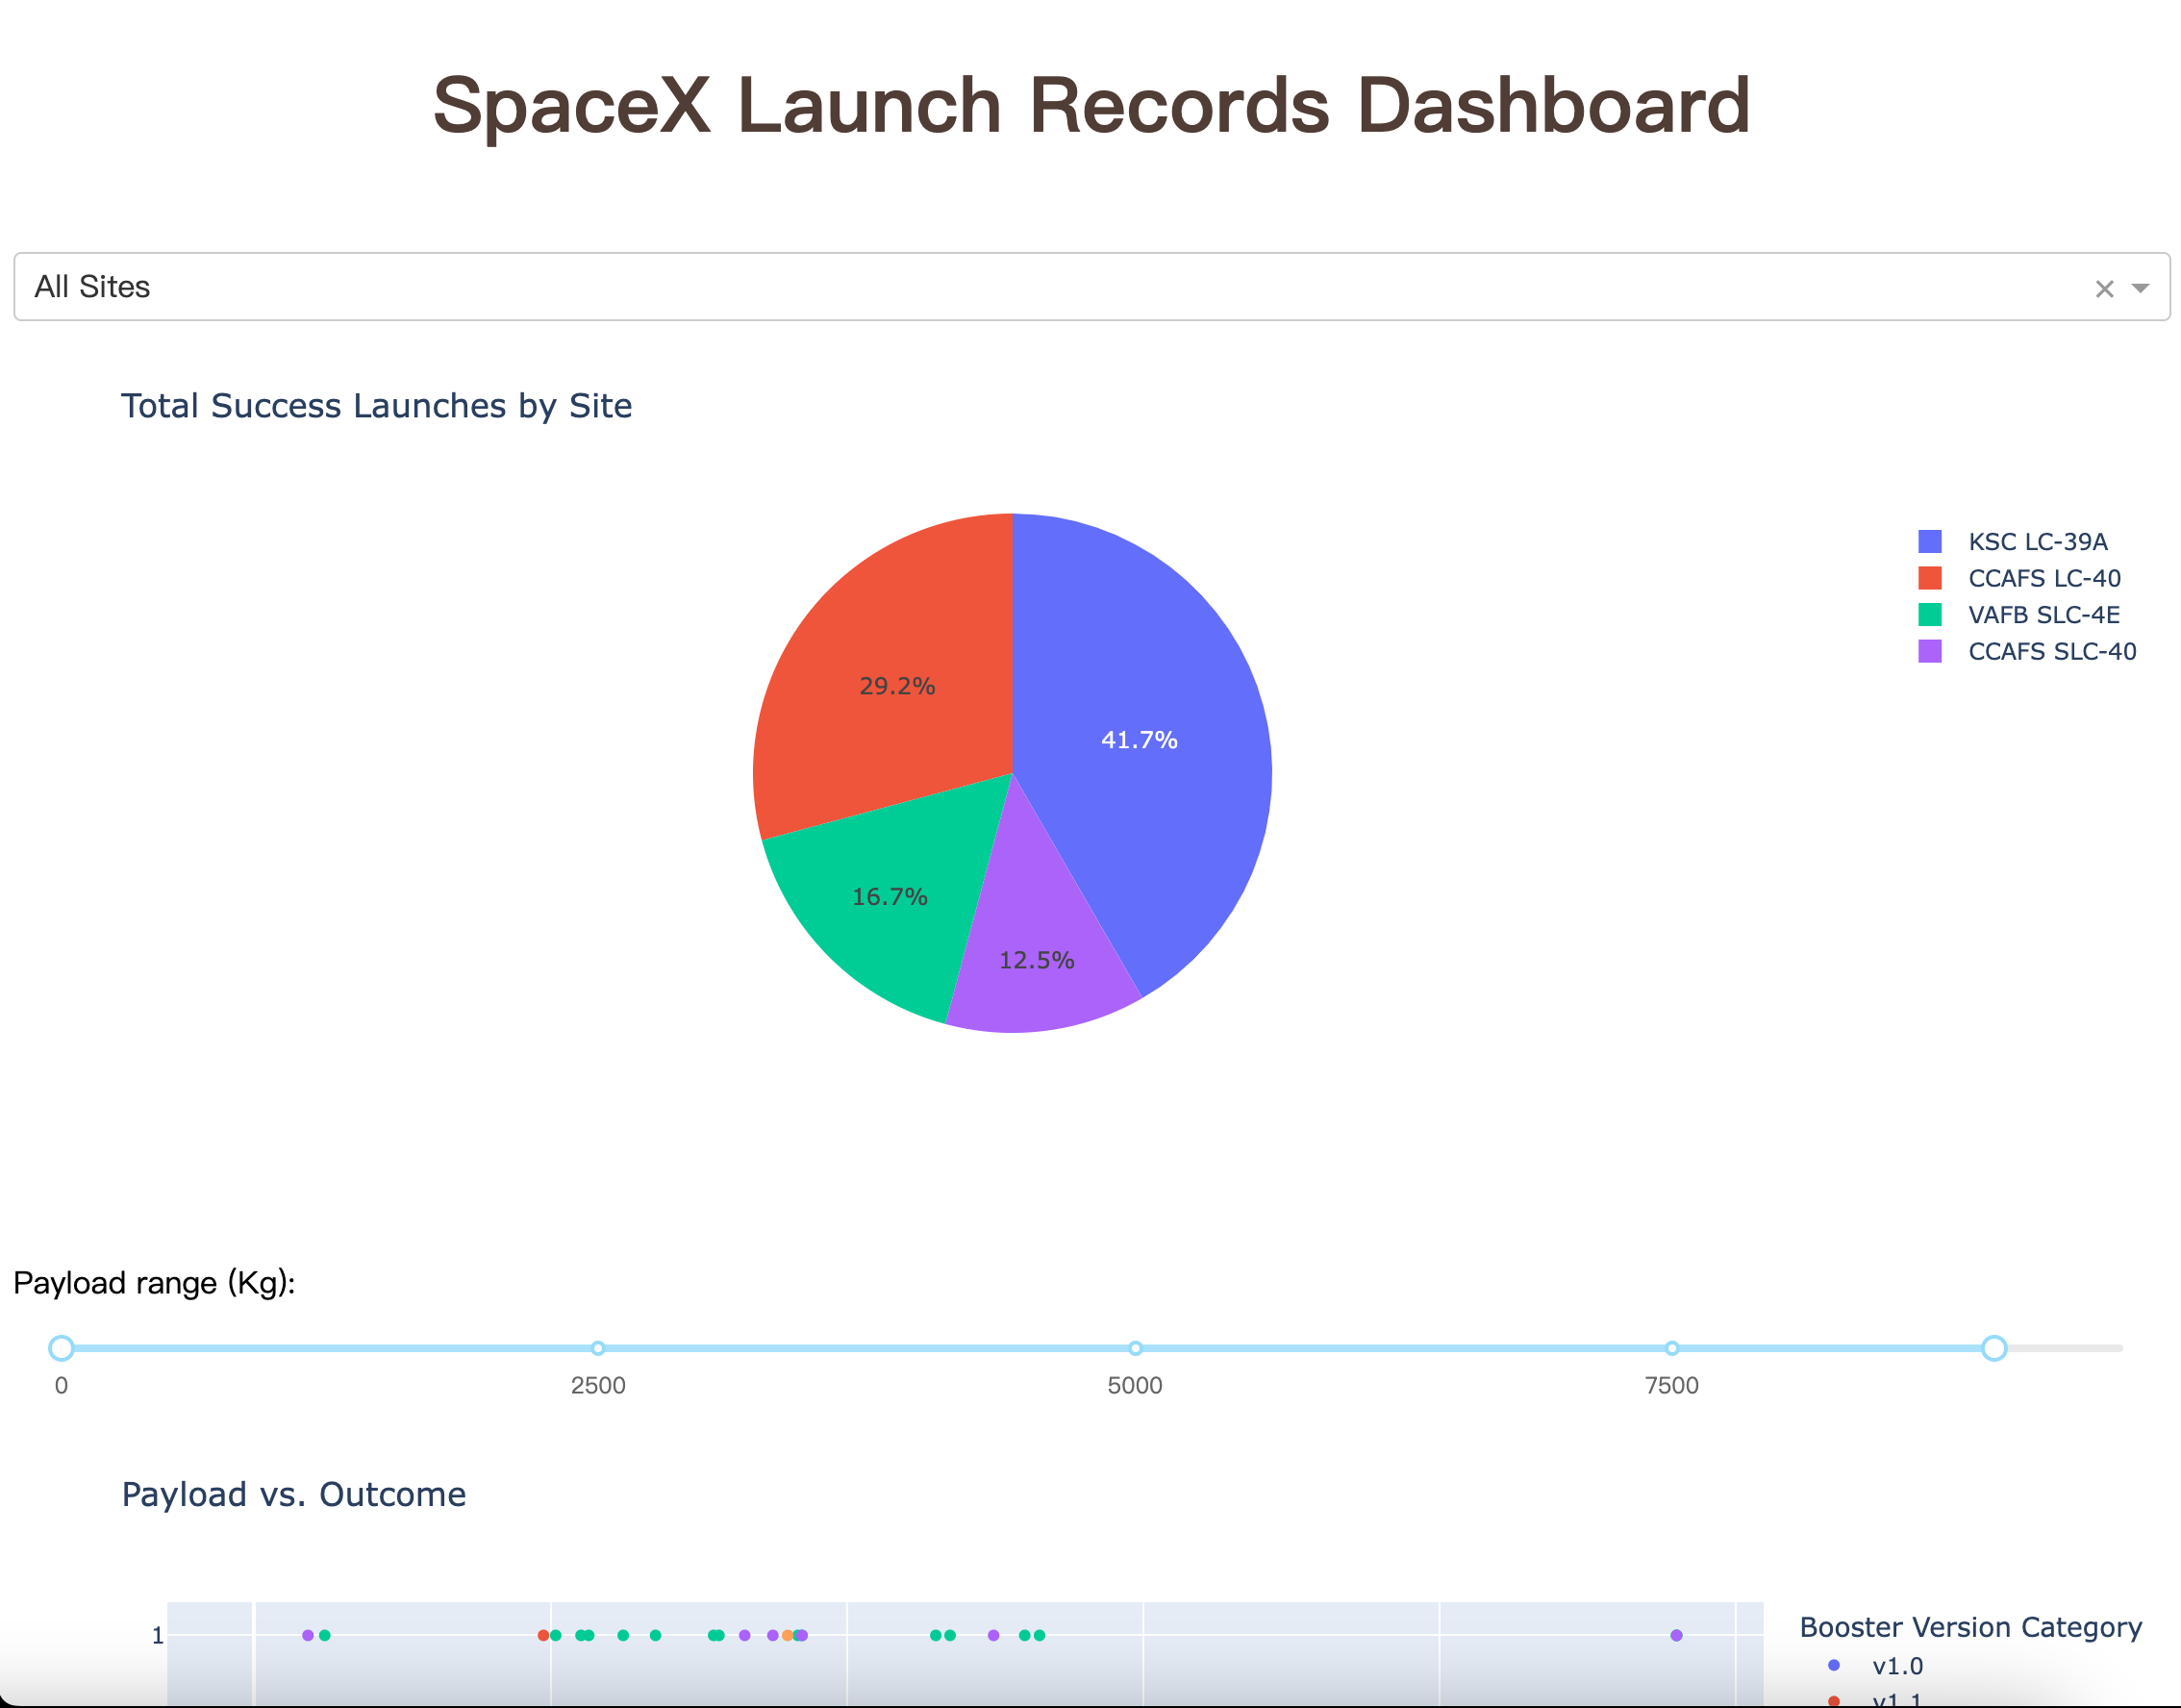 SpaceX Launch Records Dashboard
All Sites
Total Success Launches by Site
KSC LC-39A
CCAFS LC-40
VAFB SLC-4E
CCAFS SLC-40
29.2%
41.7%
16.7%
12.5%
Payload range (Kg):
0 2500 5000 7500
Payload vs. Outcome
1
Booster Version Category
v1.0
v1.1